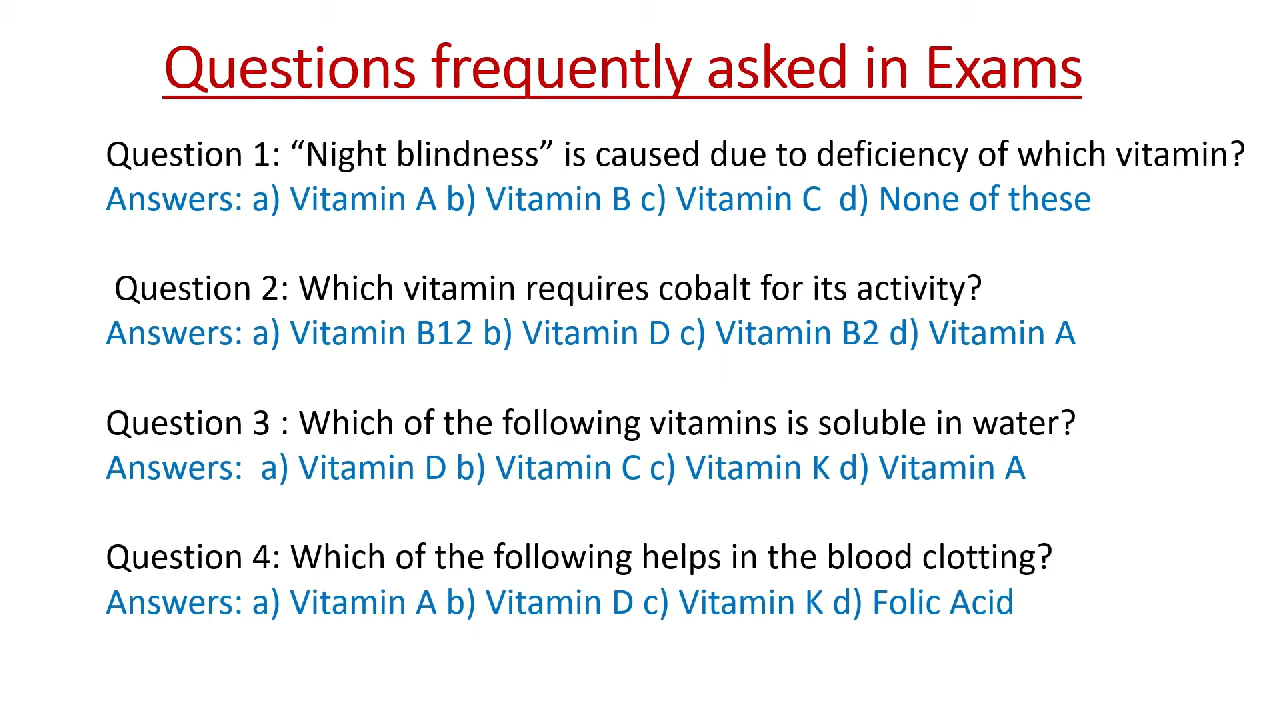 Questions frequently asked in Exams
Question 1: “Night blindness” is caused due to deficiency of which vitamin?
Answers: a) Vitamin A b) Vitamin B c) Vitamin C  d) None of these
Question 2: Which vitamin requires cobalt for its activity?
Answers: a) Vitamin B12 b) Vitamin D c) Vitamin B2 d) Vitamin A
Question 3 : Which of the following vitamins is soluble in water?
Answers:  a) Vitamin D b) Vitamin C c) Vitamin K d) Vitamin A
Question 4: Which of the following helps in the blood clotting?
Answers: a) Vitamin A b) Vitamin D c) Vitamin K d) Folic Acid